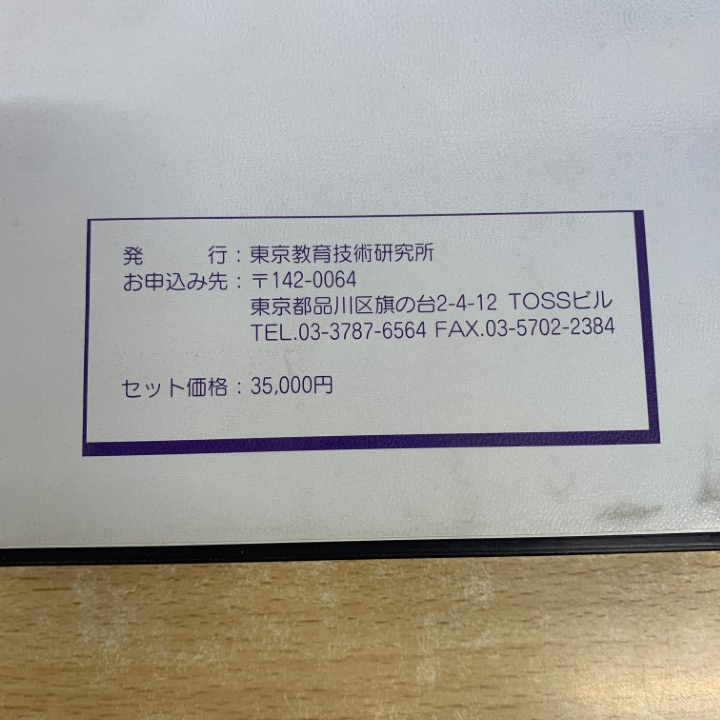 発　　　行：東京教育技術研究所
お申込み先：〒142-0064
東京都品川区旗の台2-4-12 TOSSビル
TEL.03-3787-6564 FAX.03-5702-2384
セット価格：35,000円